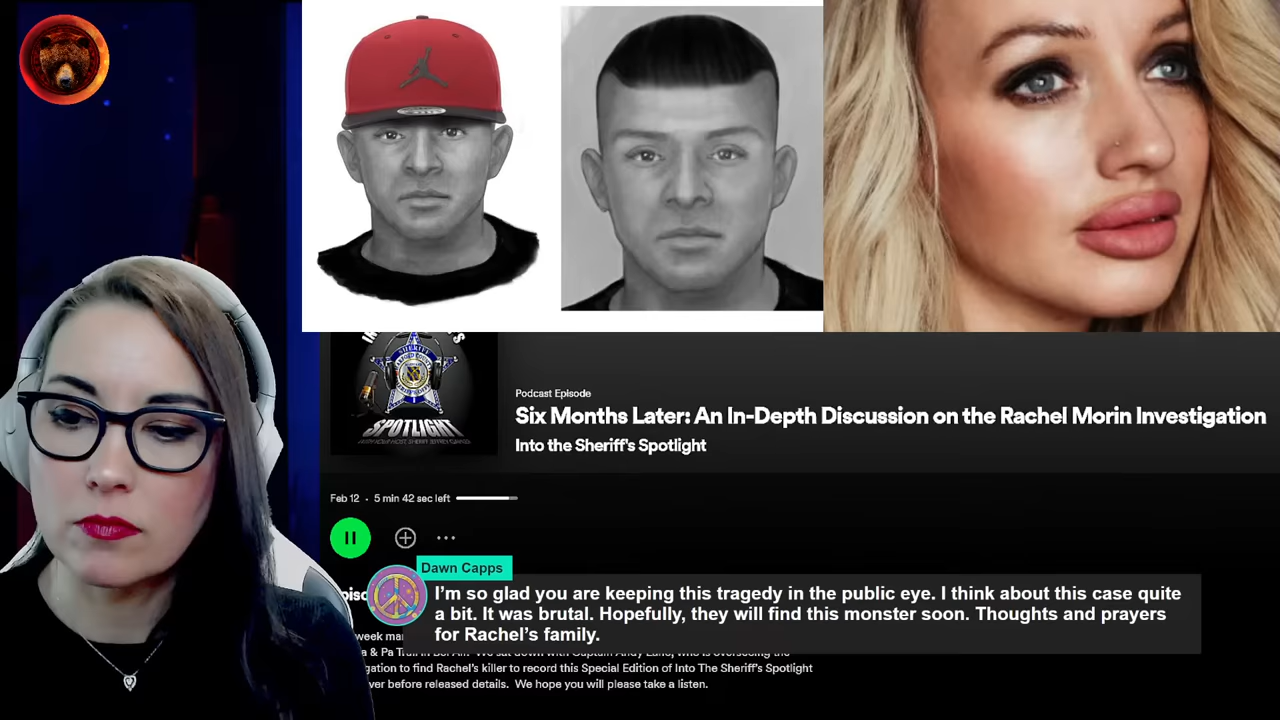 SHERIFF
SPOTLIGHT
Podcast Episode
Six Months Later: An In-Depth Discussion on the Rachel Morin Investigation
Into the Sheriff's Spotlight
Feb 12 · 5 min 42 sec left
Dawn Capps
I'm so glad you are keeping this tragedy in the public eye. I think about this case quite
a bit. It was brutal. Hopefully, they will find this monster soon. Thoughts and prayers
for Rachel's family.
week
a & Pa Trail in Bel Air. We sat down with Captain Andy Lane, who is overseeing the
gation to find Rachel's killer to record this Special Edition of Into The Sheriff's Spotlight
ver before released details. We hope you will please take a listen.